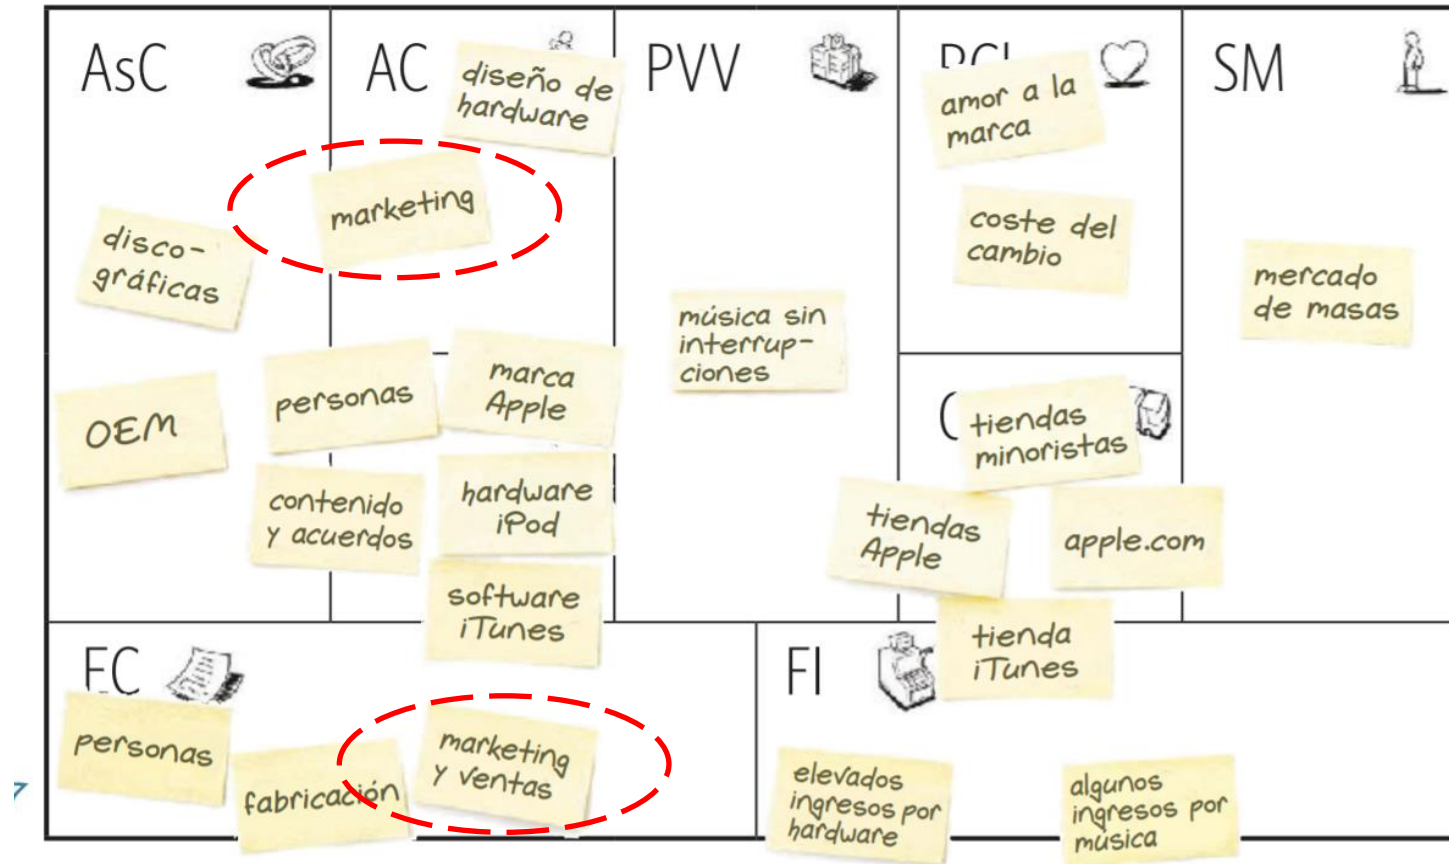 AsC
AC
PVV
SM
diseño de
hardware
marketing
disco-
gráficas
OEM
personas
marca
Apple
contenido
y acuerdos
hardware
iPod
software
iTunes
música sin
interrup-
ciones
amor a la
marca
coste del
cambio
tiendas
minoristas
tiendas
Apple
apple.com
tienda
iTunes
mercado
de masas
EC
personas
fabricación
marketing
y ventas
FI
elevados
ingresos por
hardware
algunos
ingresos por
música